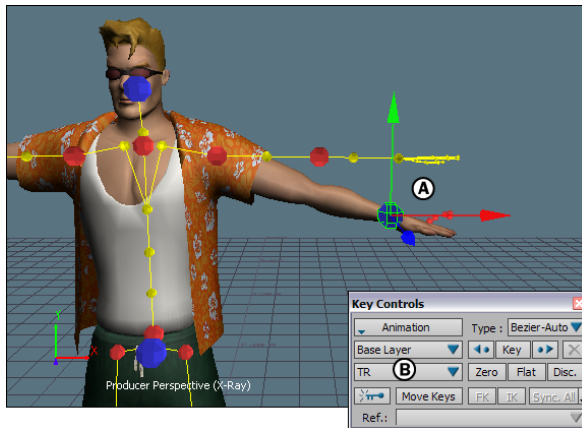 A
Key Controls
Animation
Type : Bezier-Auto
Base Layer
Key
TR
B
Zero
Flat
Disc.
Move Keys
FK
IK
Sync. All
Ref.:
Y
X
Producer Perspective (X-Ray)